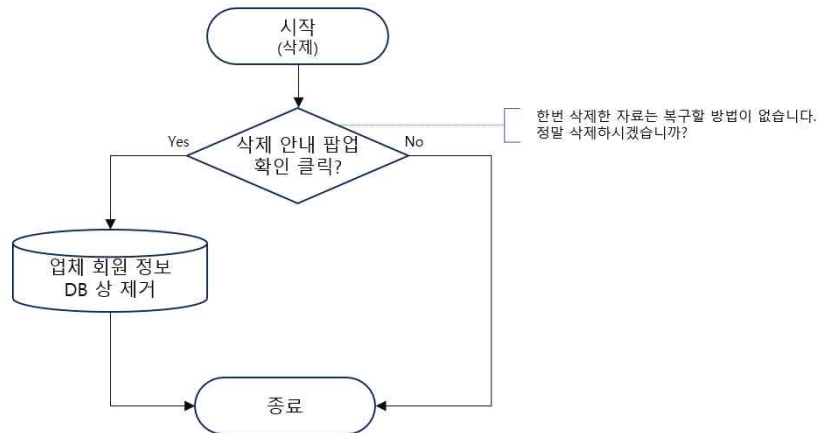 시작
(삭제)
한번 삭제한 자료는 복구할 방법이 없습니다.
정말 삭제하시겠습니까?
Yes
삭제 안내 팝업
확인 클릭?
No
업체 회원 정보
DB 상 제거
종료